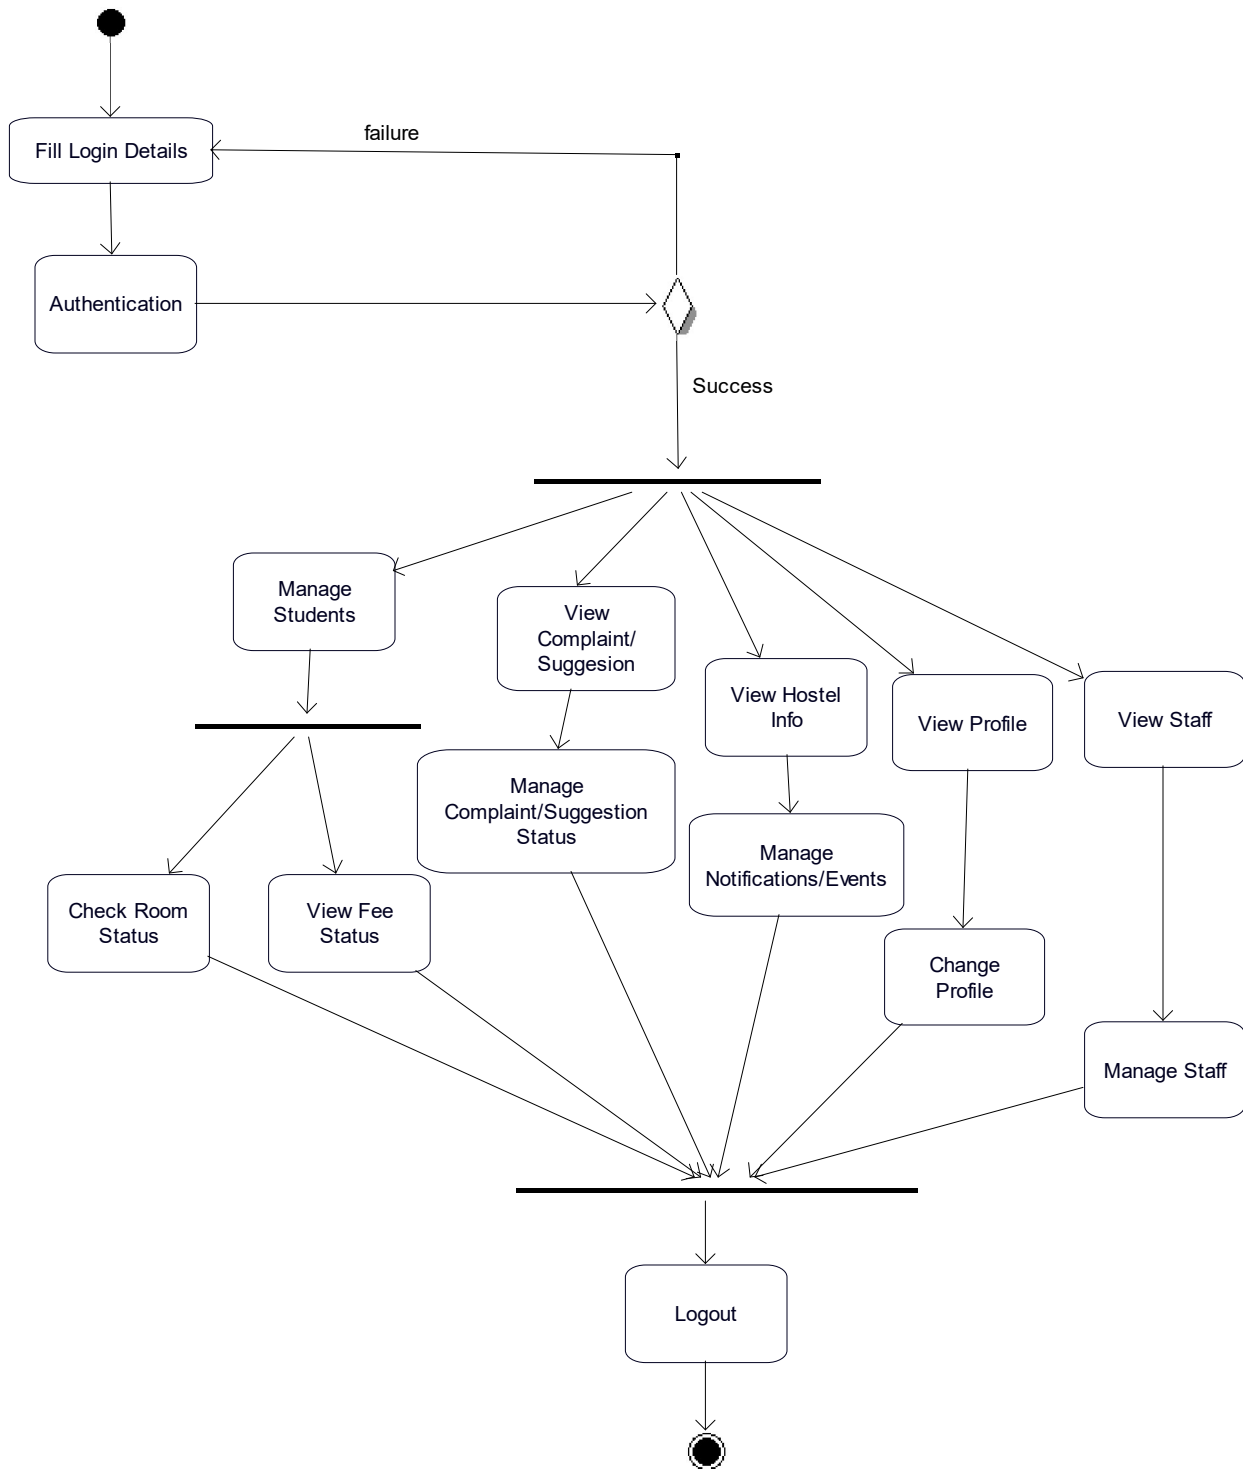 failure
Fill Login Details
Authentication
Success
Manage
Students
View
Complaint/
Suggesion
View Hostel
Info
View Profile
View Staff
Manage
Complaint/Suggestion
Status
Manage
Notifications/Events
Check Room
Status
View Fee
Status
Change
Profile
Manage Staff
Logout